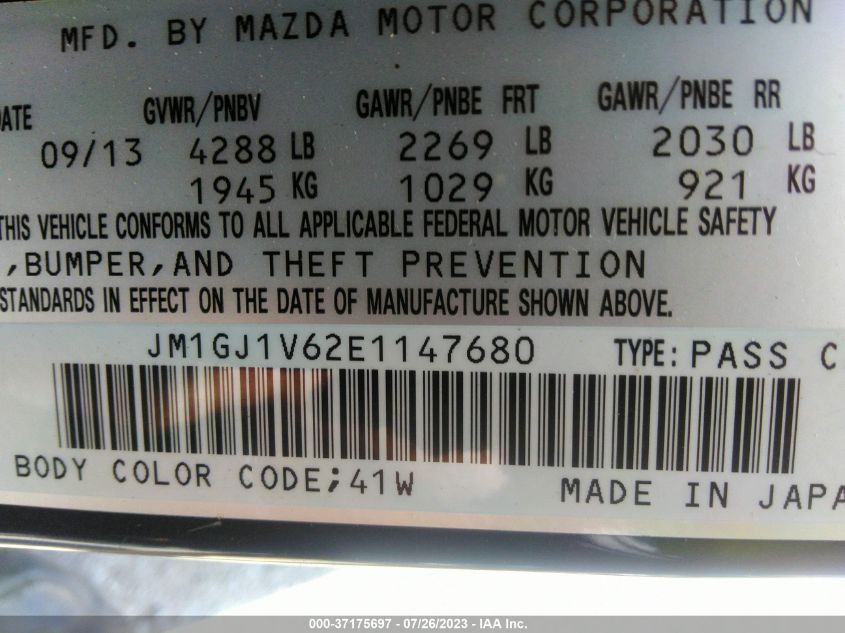 MFD. BY MAZDA MOTOR CORPORATION
DATE GVWR/PNBV GAWR/PNBE FRT GAWR/PNBE RR
09/13 4288 LB 2269 LB 2030 LB
1945 KG 1029 KG 921 KG
THIS VEHICLE CONFORMS TO ALL APPLICABLE FEDERAL MOTOR VEHICLE SAFETY
,BUMPER,AND THEFT PREVENTION
STANDARDS IN EFFECT ON THE DATE OF MANUFACTURE SHOWN ABOVE.
JM1GJ1V62E1147680 TYPE: PASS C
BODY COLOR CODE;41W MADE IN JAPA
000-37175697 - 07/26/2023 - IAA Inc.